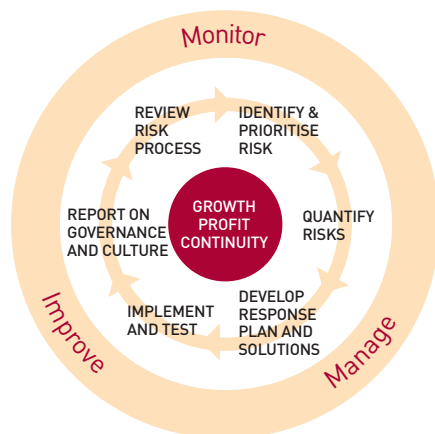 Monitor
REVIEW
RISK
PROCESS
IDENTIFY &
PRIORITISE
RISK
REPORT ON
GOVERNANCE
AND CULTURE
GROWTH
PROFIT
CONTINUITY
QUANTIFY
RISKS
IMPLEMENT
AND TEST
DEVELOP
RESPONSE
PLAN AND
SOLUTIONS
Improve
Manage